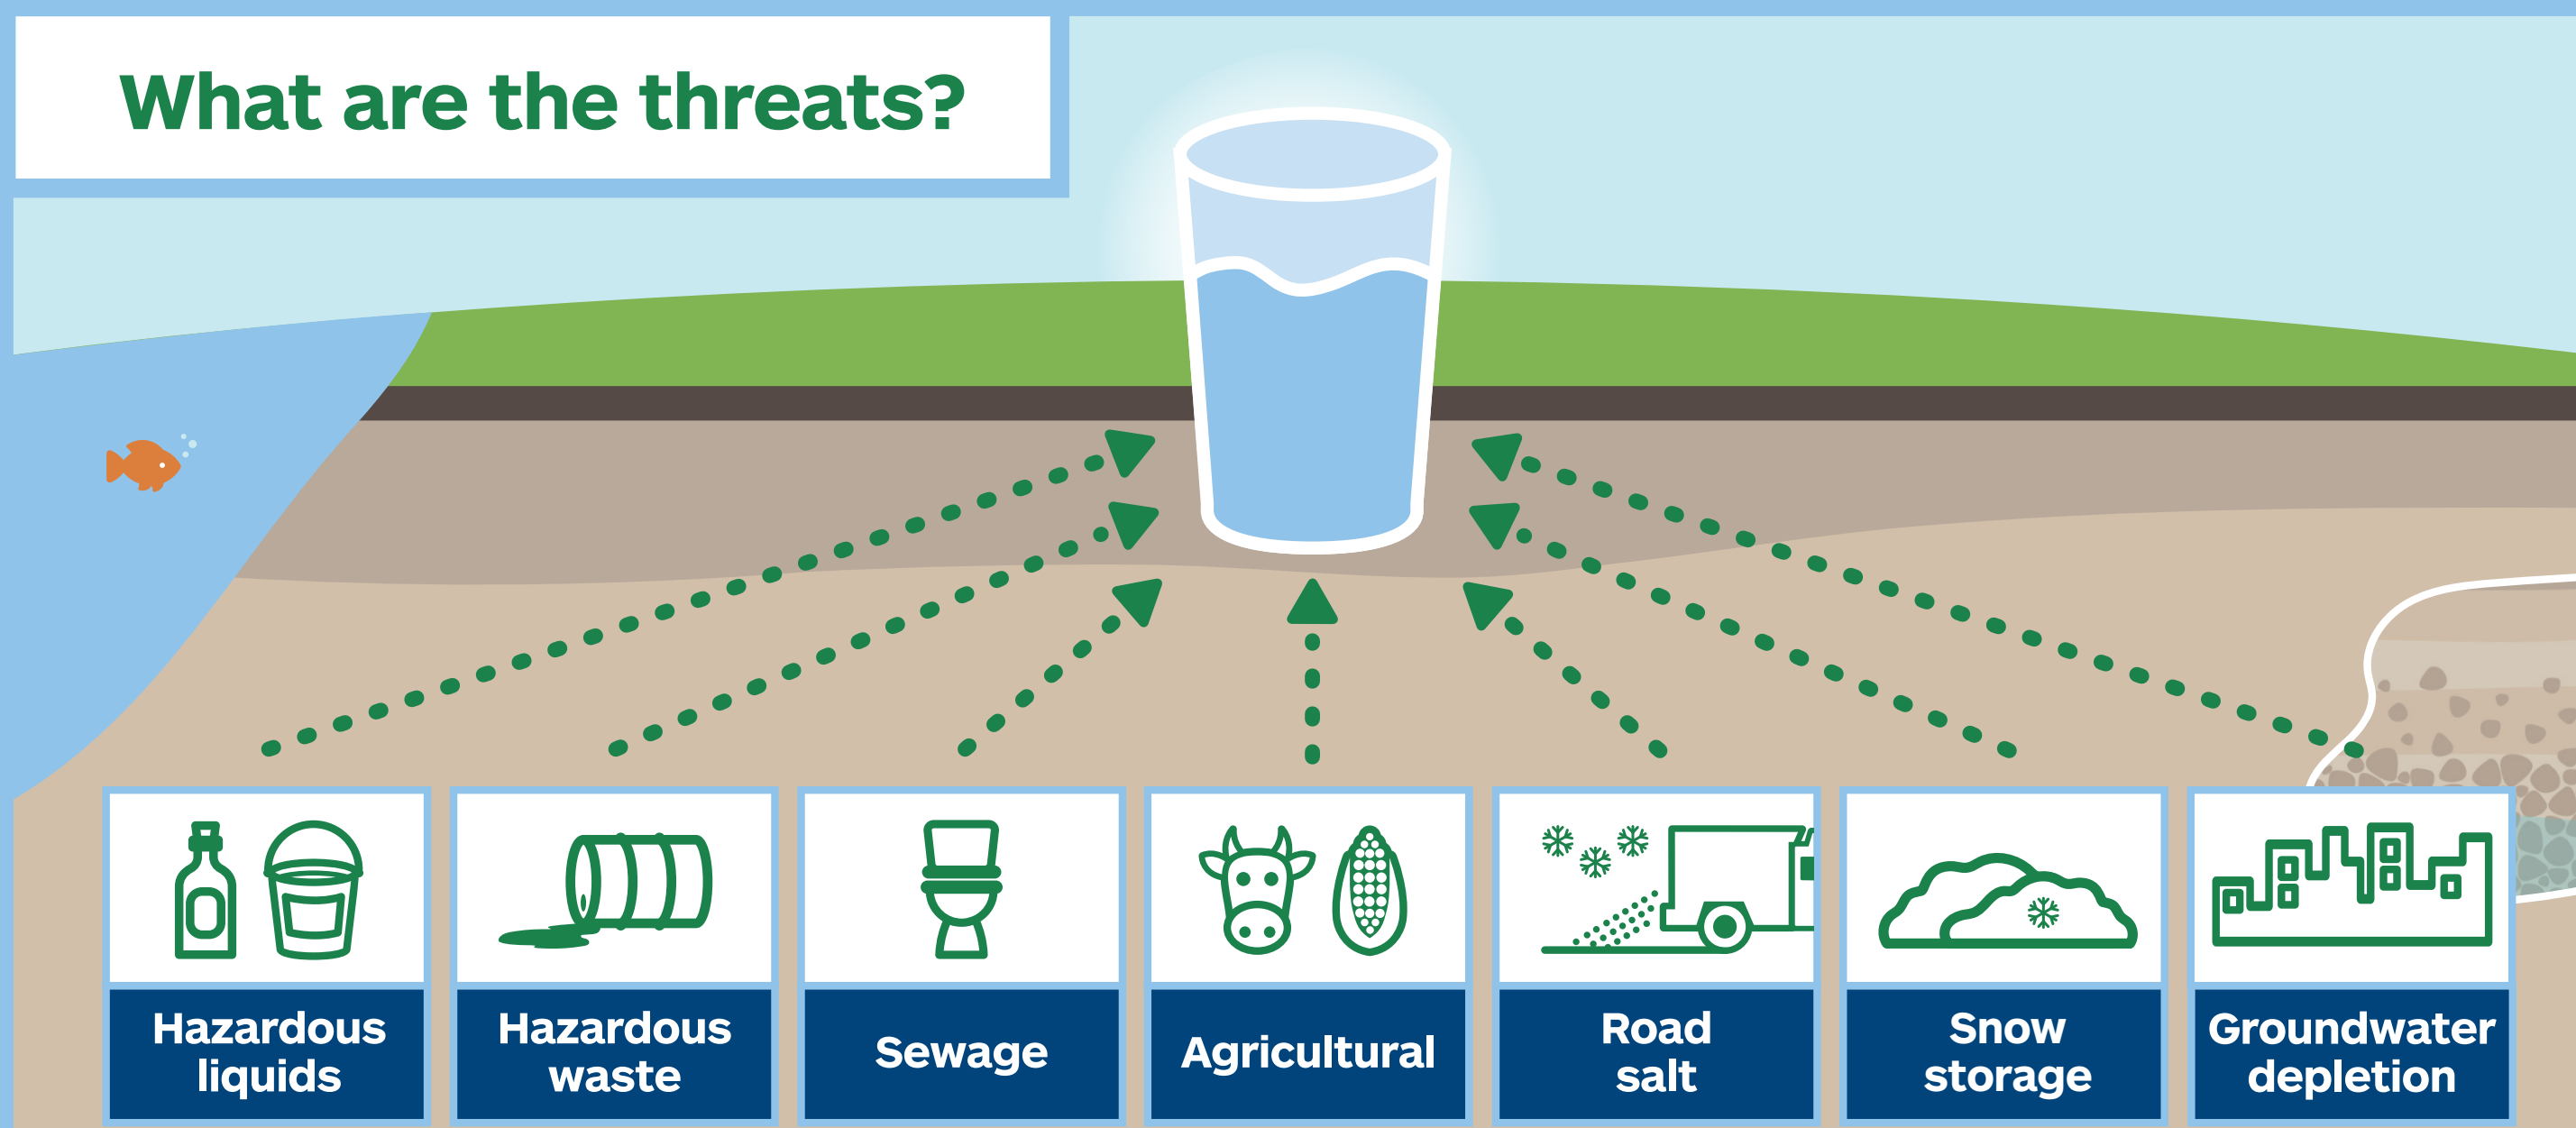 What are the threats?
Hazardous
liquids
Hazardous
waste
Sewage
Agricultural
Road
salt
Snow
storage
Groundwater
depletion